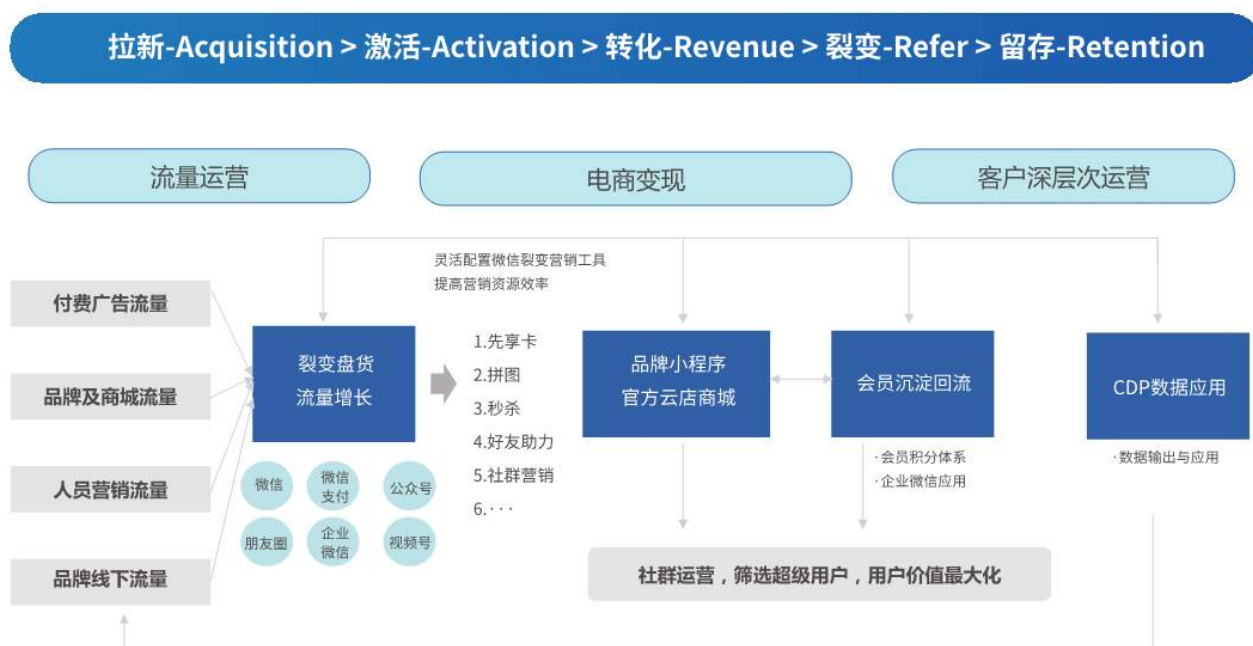 拉新-Acquisition > 激活-Activation > 转化-Revenue > 裂变-Refer > 留存-Retention
流量运营
电商变现
客户深层次运营
灵活配置微信裂变营销工具
提高营销资源效率
付费广告流量
品牌及商城流量
人员营销流量
品牌线下流量
裂变盘货
流量增长
微信
微信
支付
公众号
朋友圈
企业
微信
视频号
1.先享卡
2.拼图
3.秒杀
4.好友助力
5.社群营销
6.···
品牌小程序
官方云店商城
会员沉淀回流
·会员积分体系
·企业微信应用
CDP数据应用
·数据输出与应用
社群运营，筛选超级用户，用户价值最大化